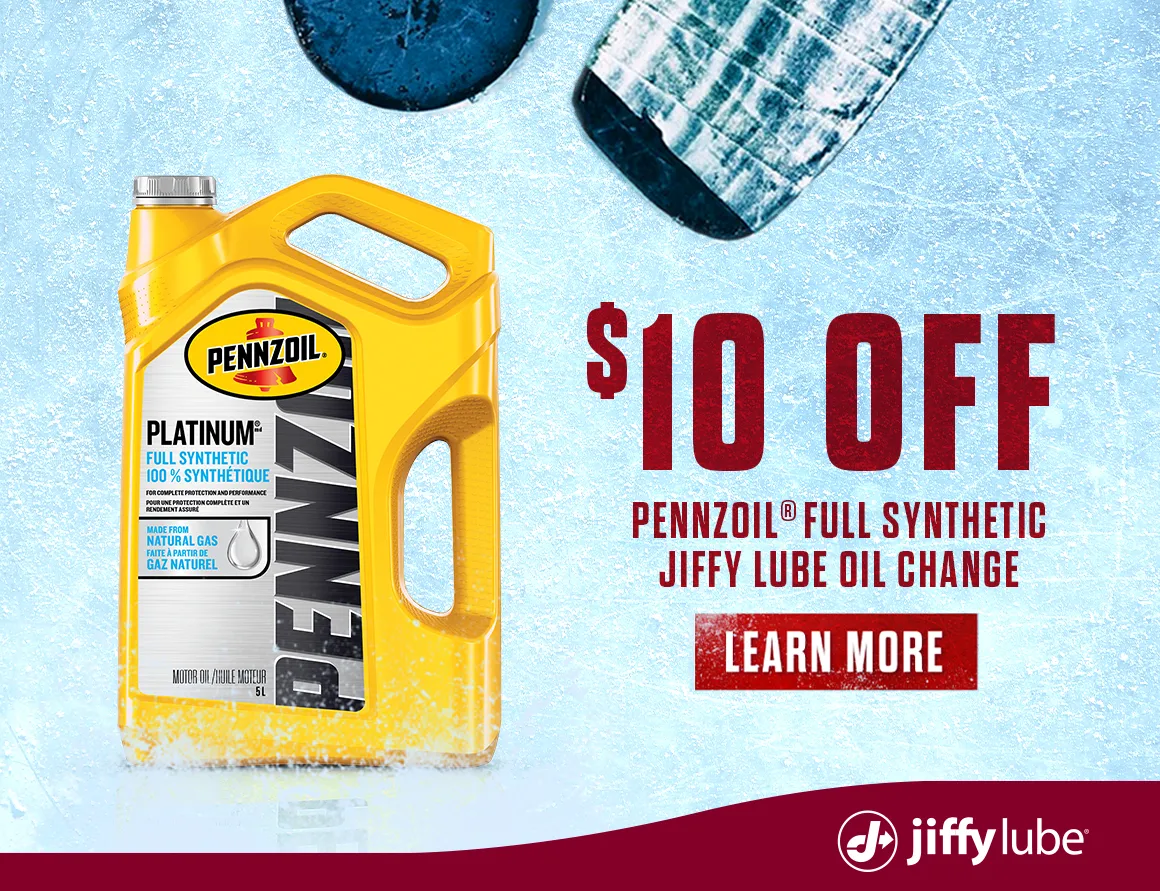 PENNZOIL®
PLATINUM®
FULL SYNTHETIC
100 % SYNTHÉTIQUE
FOR COMPLETE PROTECTION AND PERFORMANCE
POUR UNE PROTECTION COMPLÈTE ET UN
RENDEMENT ASSURÉ
MADE FROM
NATURAL GAS
FAITE À PARTIR DE
GAZ NATUREL
PENNZOIL
MOTOR OIL / HUILE MOTEUR
5 L
$10 OFF
PENNZOIL® FULL SYNTHETIC
JIFFY LUBE OIL CHANGE
LEARN MORE
jiffy lube®